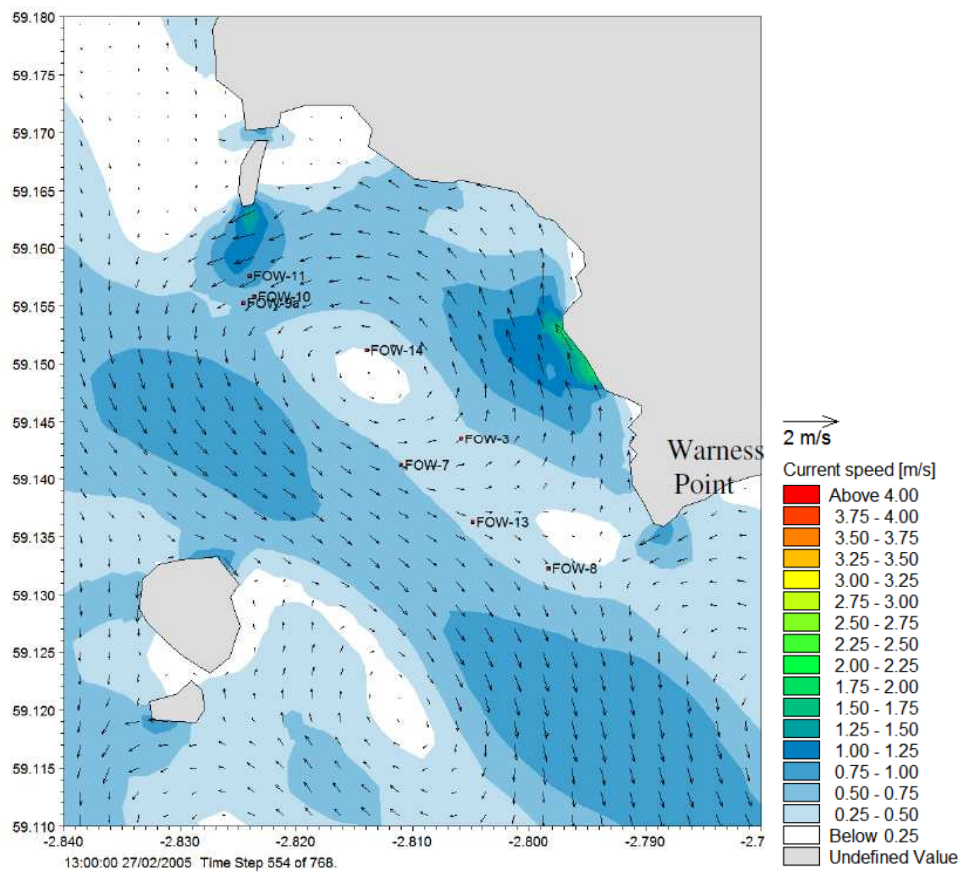 59.180
59.175
59.170
59.165
59.160
59.155
59.150
59.145
59.140
59.135
59.130
59.125
59.120
59.115
59.110
FOW-11
FOW-10
FOW-9a
FOW-14
FOW-3
FOW-7
FOW-13
FOW-8
Warness
Point
-2.840
-2.830
-2.820
-2.810
-2.800
-2.790
-2.7
13:00:00 27/02/2005 Time Step 554 of 768.
2 m/s
Current speed [m/s]
Above 4.00
3.75 - 4.00
3.50 - 3.75
3.25 - 3.50
3.00 - 3.25
2.75 - 3.00
2.50 - 2.75
2.25 - 2.50
2.00 - 2.25
1.75 - 2.00
1.50 - 1.75
1.25 - 1.50
1.00 - 1.25
0.75 - 1.00
0.50 - 0.75
0.25 - 0.50
Below 0.25
Undefined Value